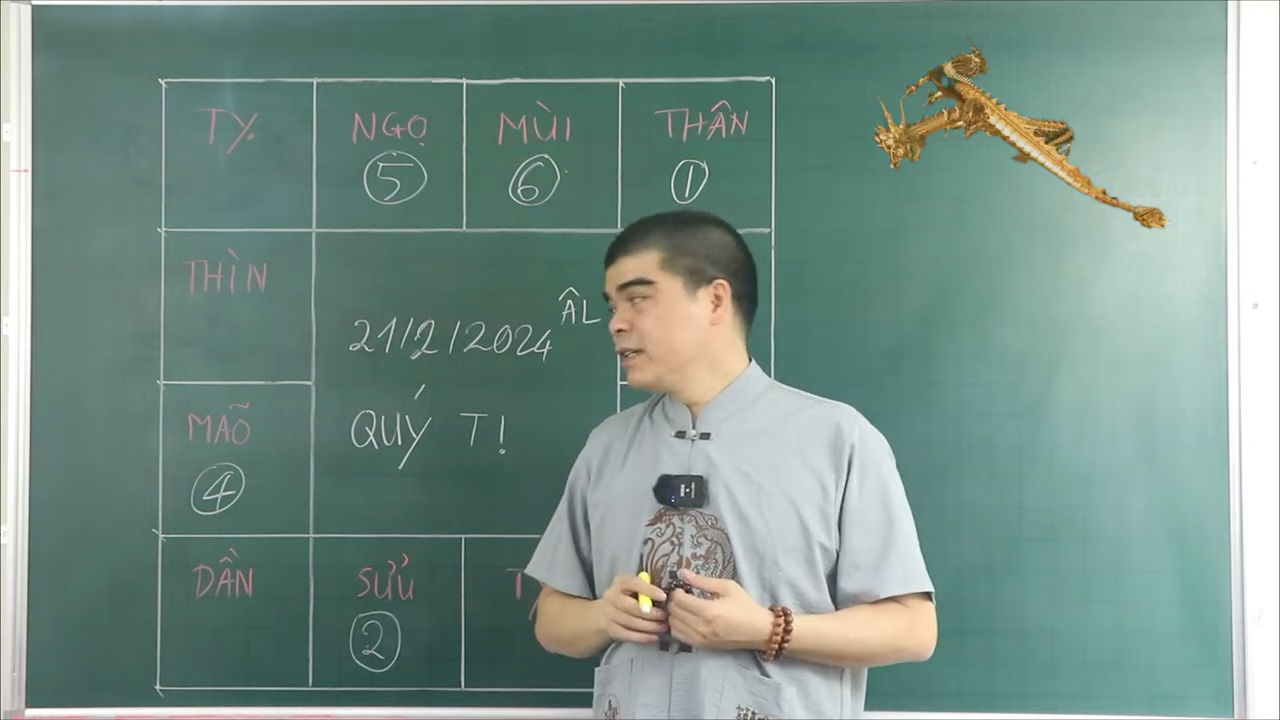 TỴ NGỌ MÙI THÂN
5 6 1
THÌN
21/2/2024 ÂL
MÃO QUÝ T!
4
DẦN SỬU
2